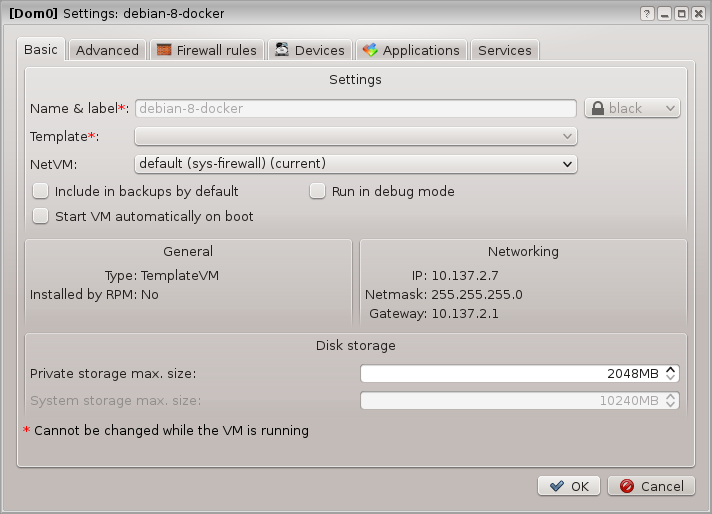 [Dom0] Settings: debian-8-docker
Basic Advanced Firewall rules Devices Applications Services
Settings
Name & label*: debian-8-docker black
Template*:
NetVM: default (sys-firewall) (current)
Include in backups by default Run in debug mode
Start VM automatically on boot
General
Type: TemplateVM
Installed by RPM: No
Networking
IP: 10.137.2.7
Netmask: 255.255.255.0
Gateway: 10.137.2.1
Disk storage
Private storage max. size: 2048MB
System storage max. size: 10240MB
* Cannot be changed while the VM is running
OK Cancel